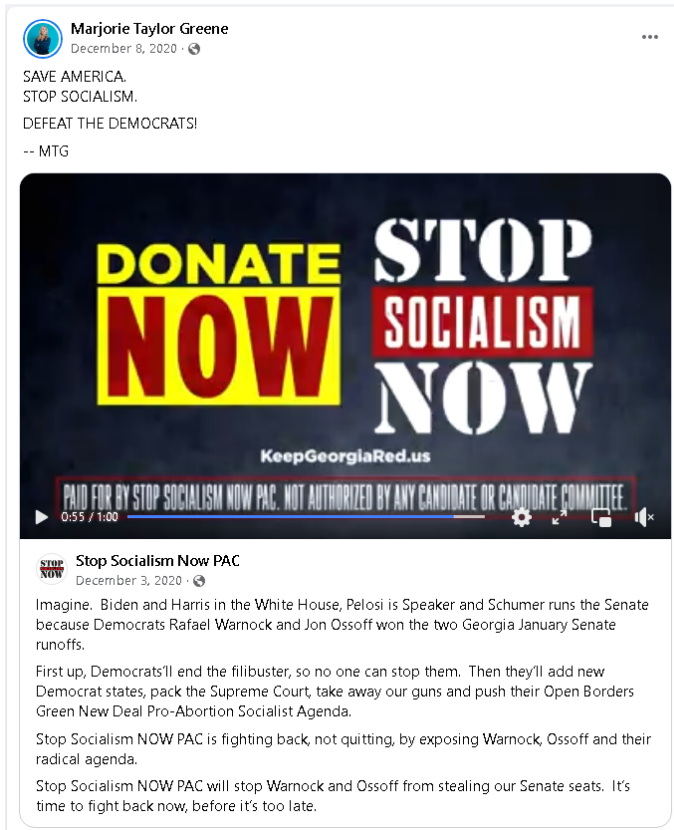 Marjorie Taylor Greene
December 8, 2020 ·
SAVE AMERICA.
STOP SOCIALISM.
DEFEAT THE DEMOCRATS!
-- MTG
DONATE
NOW
STOP
SOCIALISM
NOW
KeepGeorgiaRed.us
PAID FOR BY STOP SOCIALISM NOW PAC. NOT AUTHORIZED BY ANY CANDIDATE OR CANDIDATE COMMITTEE.
0:55 / 1:00
STOP
NOW
Stop Socialism Now PAC
December 3, 2020 ·
Imagine.  Biden and Harris in the White House, Pelosi is Speaker and Schumer runs the Senate
because Democrats Rafael Warnock and Jon Ossoff won the two Georgia January Senate
runoffs.
First up, Democrats'll end the filibuster, so no one can stop them.  Then they'll add new
Democrat states, pack the Supreme Court, take away our guns and push their Open Borders
Green New Deal Pro-Abortion Socialist Agenda.
Stop Socialism NOW PAC is fighting back, not quitting, by exposing Warnock, Ossoff and their
radical agenda.
Stop Socialism NOW PAC will stop Warnock and Ossoff from stealing our Senate seats.  It's
time to fight back now, before it's too late.